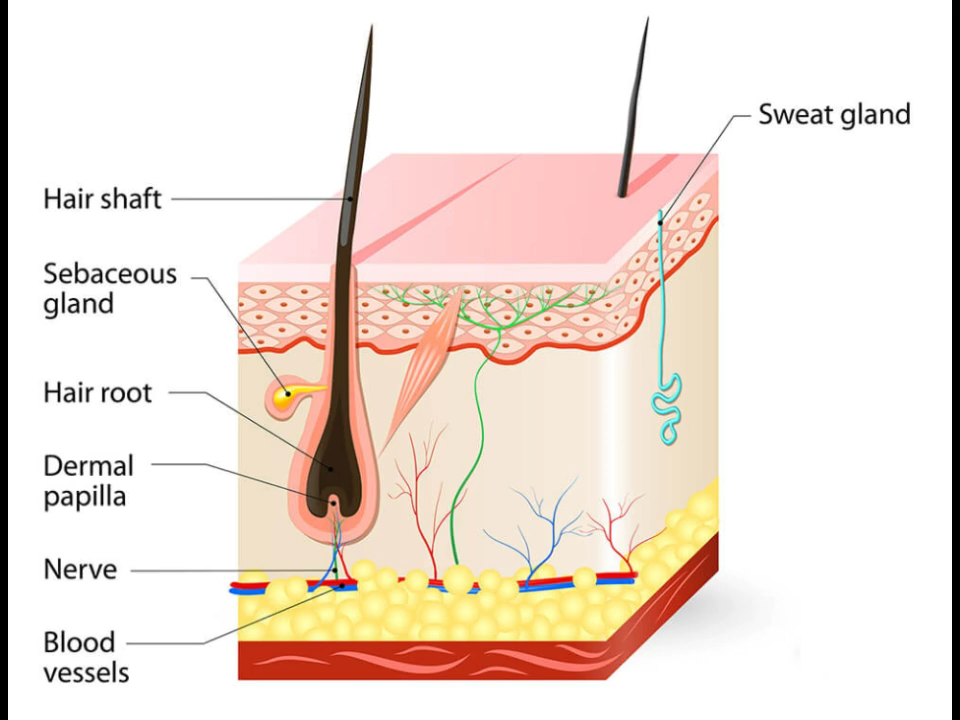 Sweat gland
Hair shaft
Sebaceous
gland
Hair root
Dermal
papilla
Nerve
Blood
vessels